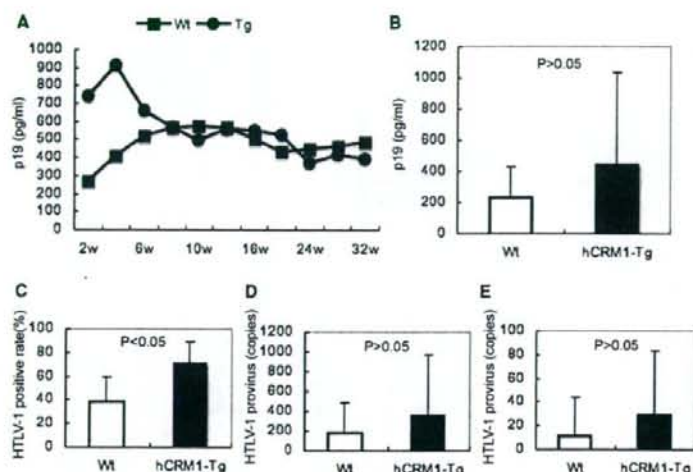 A
Wt Tg
1000
900
800
700
600
500
400
300
200
100
0
p19 (pg/ml)
2w 6w 10w 16w 24w 32w
B
1200
1000
800
600
400
200
0
p19 (pg/ml)
P>0.05
Wt hCRM1-Tg
C
100
80
60
40
20
0
HTLV-1 positive rate(%)
P<0.05
Wt hCRM1-Tg
D
1200
1000
800
600
400
200
0
HTLV-1 provirus (copies)
P>0.05
Wt hCRM1-Tg
E
100
80
60
40
20
0
HTLV-1 provirus (copies)
P>0.05
Wt hCRM1-Tg